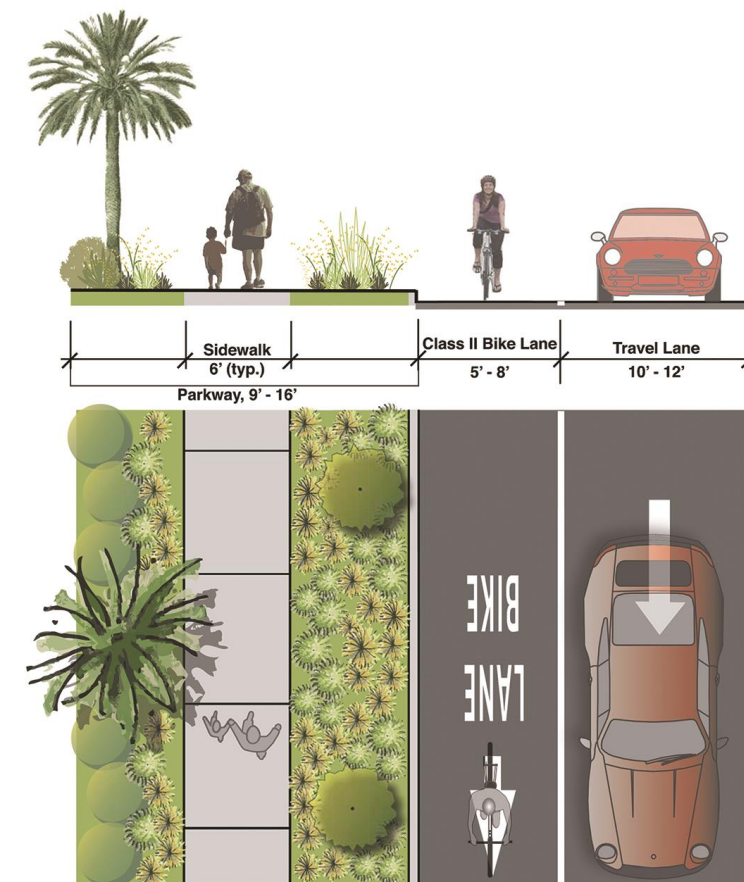 Sidewalk
6' (typ.)
Class II Bike Lane
5' - 8'
Travel Lane
10' - 12'
Parkway, 9' - 16'
BIKE
LANE